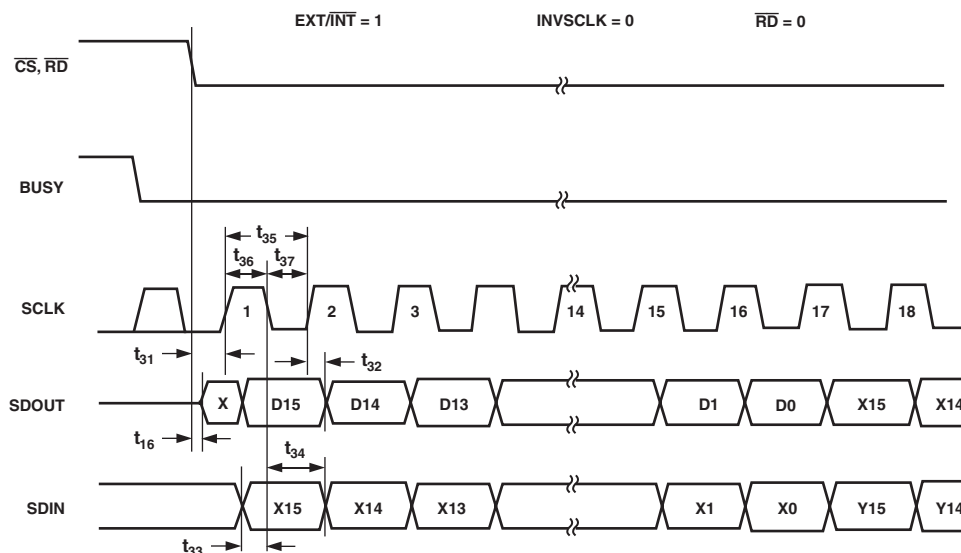 EXT/INT = 1 INVSCLK = 0 RD = 0
CS, RD
BUSY
t35
t36 t37
SCLK 1 2 3 14 15 16 17 18
t31 t32
SDOUT X D15 D14 D13 D1 D0 X15 X14
t16
t34
SDIN X15 X14 X13 X1 X0 Y15 Y14
t33